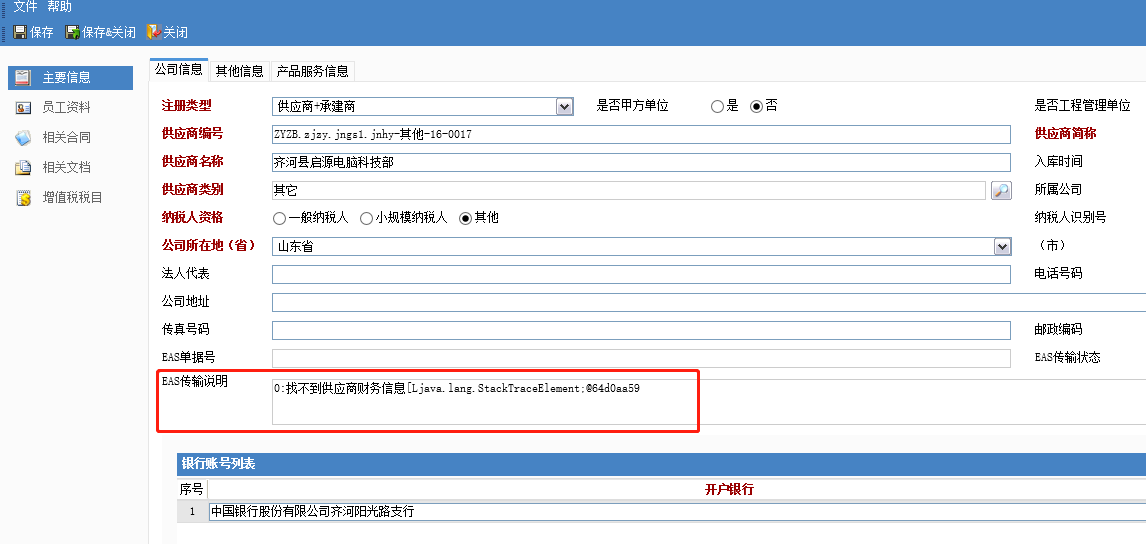 文件 帮助
保存 保存&关闭 关闭
主要信息
员工资料
相关合同
相关文档
增值税税目
公司信息 其他信息 产品服务信息
注册类型 供应商+承建商 是否甲方单位 是 否 是否工程管理单位
供应商编号 ZYZB.zjzy.jngs1.jnhy-其他-16-0017 供应商简称
供应商名称 齐河县启源电脑科技部 入库时间
供应商类别 其它 所属公司
纳税人资格 一般纳税人 小规模纳税人 其他 纳税人识别号
公司所在地（省） 山东省 （市）
法人代表 电话号码
公司地址
传真号码 邮政编码
EAS单据号 EAS传输状态
EAS传输说明 0:找不到供应商财务信息[Ljava.lang.StackTraceElement;@64d0aa59
银行账号列表
序号 开户银行
1 中国银行股份有限公司齐河阳光路支行